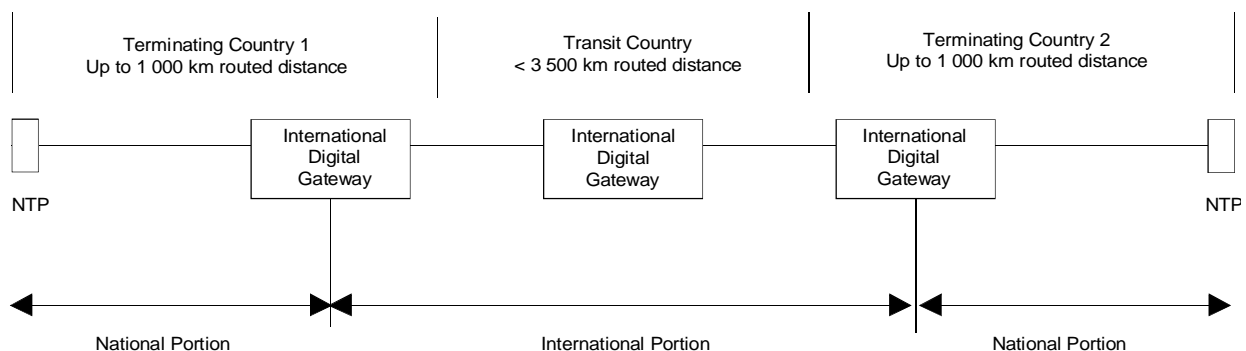 Terminating Country 1
Up to 1 000 km routed distance
Transit Country
< 3 500 km routed distance
Terminating Country 2
Up to 1 000 km routed distance
International
Digital
Gateway
International
Digital
Gateway
International
Digital
Gateway
NTP
NTP
National Portion
International Portion
National Portion